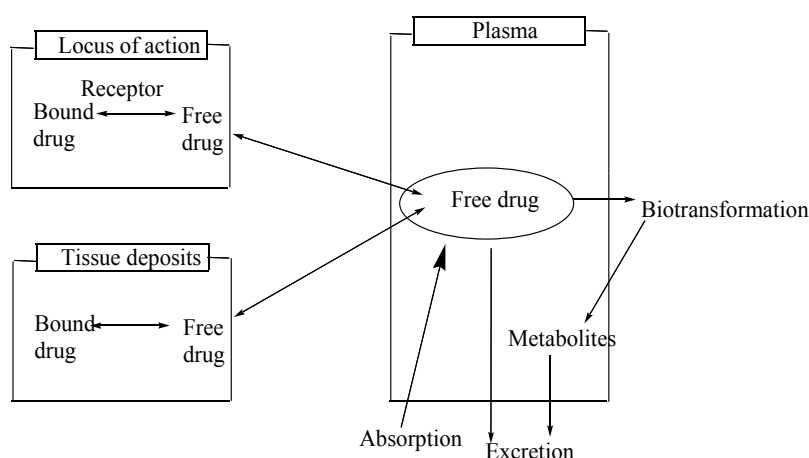 Locus of action
Receptor
Bound
drug
Free
drug
Tissue deposits
Bound
drug
Free
drug
Plasma
Free drug
Biotransformation
Metabolites
Absorption
Excretion